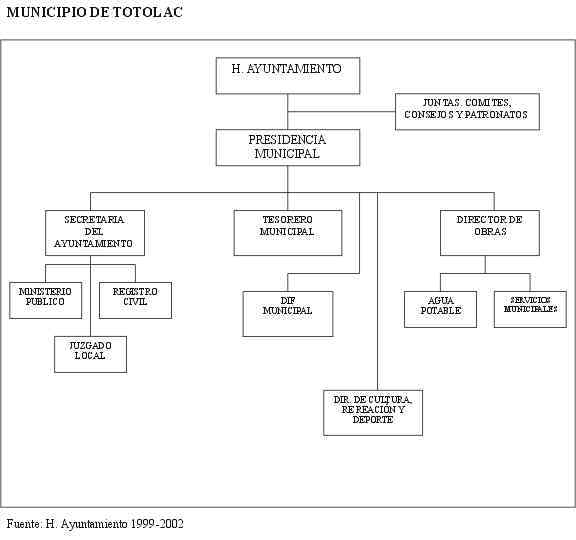 MUNICIPIO DE TOTOLAC
H. AYUNTAMIENTO
JUNTAS. COMITES,
CONSEJOS Y PATRONATOS
PRESIDENCIA
MUNICIPAL
SECRETARIA
DEL
AYUNTAMIENTO
TESORERO
MUNICIPAL
DIRECTOR DE
OBRAS
MINISTERIO
PUBLICO
REGISTRO
CIVIL
DIF
MUNICIPAL
AGUA
POTABLE
SERVICIOS
MUNICIPALES
JUZGADO
LOCAL
DIR. DE CULTURA,
RE REACIÓN Y
DEPORTE
Fuente: H. Ayuntamiento 1999-2002